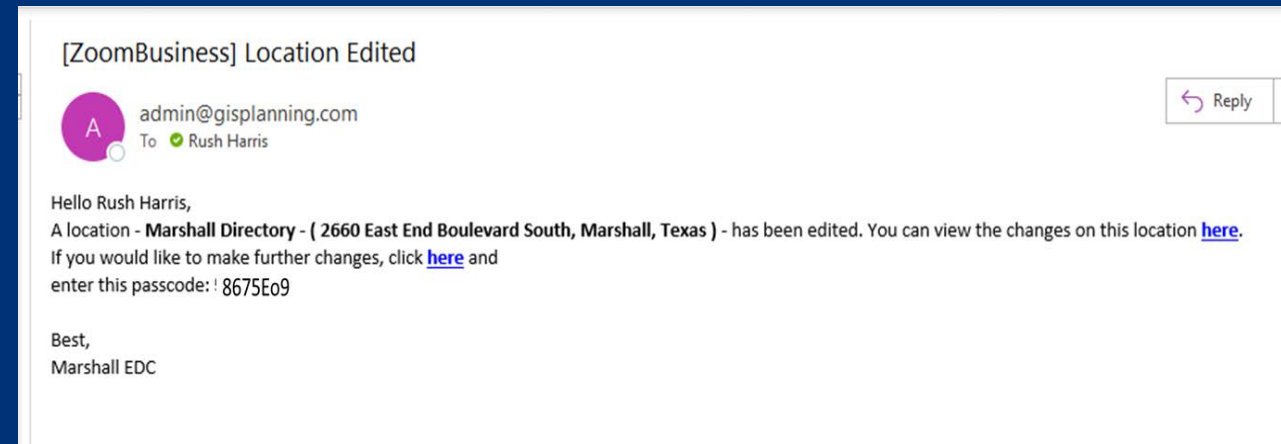 [ZoomBusiness] Location Edited
A
admin@gisplanning.com
Reply
To Rush Harris
Hello Rush Harris,
A location - Marshall Directory - ( 2660 East End Boulevard South, Marshall, Texas ) - has been edited. You can view the changes on this location here.
If you would like to make further changes, click here and
enter this passcode: 8675Eo9
Best,
Marshall EDC